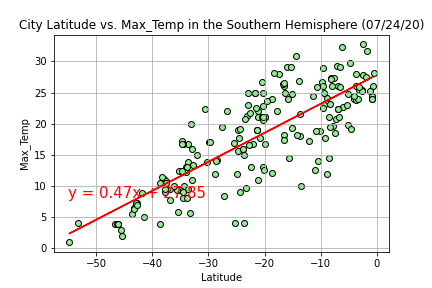 City Latitude vs. Max_Temp in the Southern Hemisphere (07/24/20)
Max_Temp
30
25
20
15
10
5
0
y = 0.47x + 27.85
−50 −40 −30 −20 −10 0
Latitude